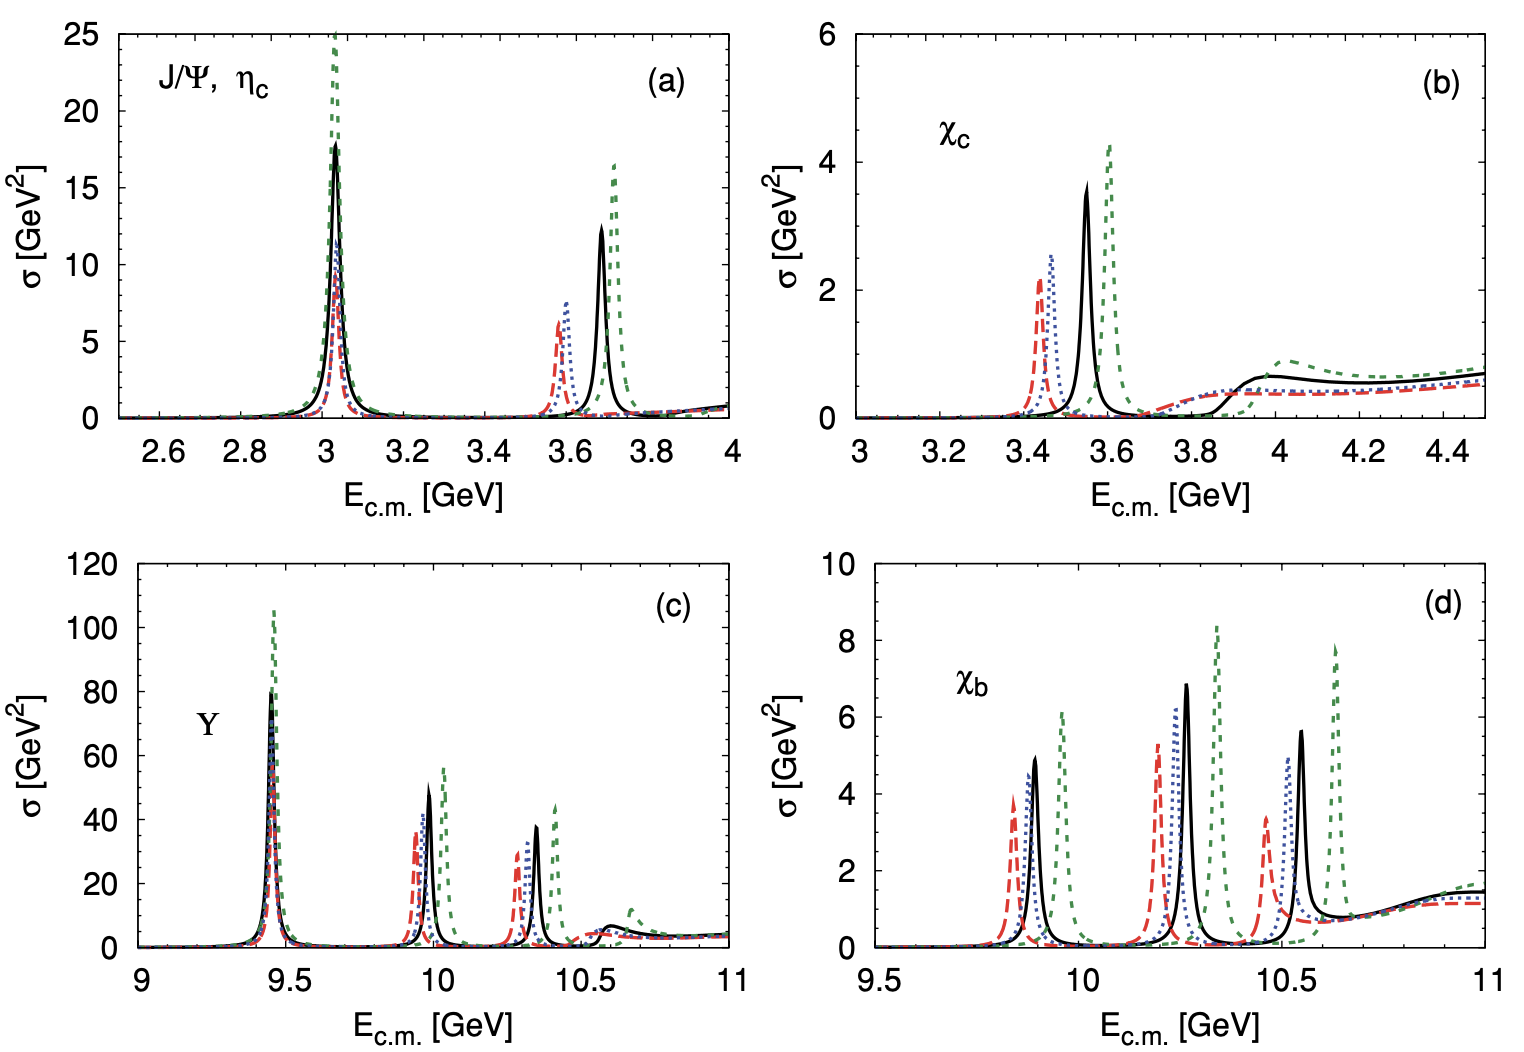 25
20
15
10
5
0
σ [GeV²]
J/Ψ, η_c
(a)
2.6 2.8 3 3.2 3.4 3.6 3.8 4
E_c.m. [GeV]
6
4
2
0
σ [GeV²]
χ_c
(b)
3 3.2 3.4 3.6 3.8 4 4.2 4.4
E_c.m. [GeV]
120
100
80
60
40
20
0
σ [GeV²]
Υ
(c)
9 9.5 10 10.5 11
E_c.m. [GeV]
10
8
6
4
2
0
σ [GeV²]
χ_b
(d)
9.5 10 10.5 11
E_c.m. [GeV]